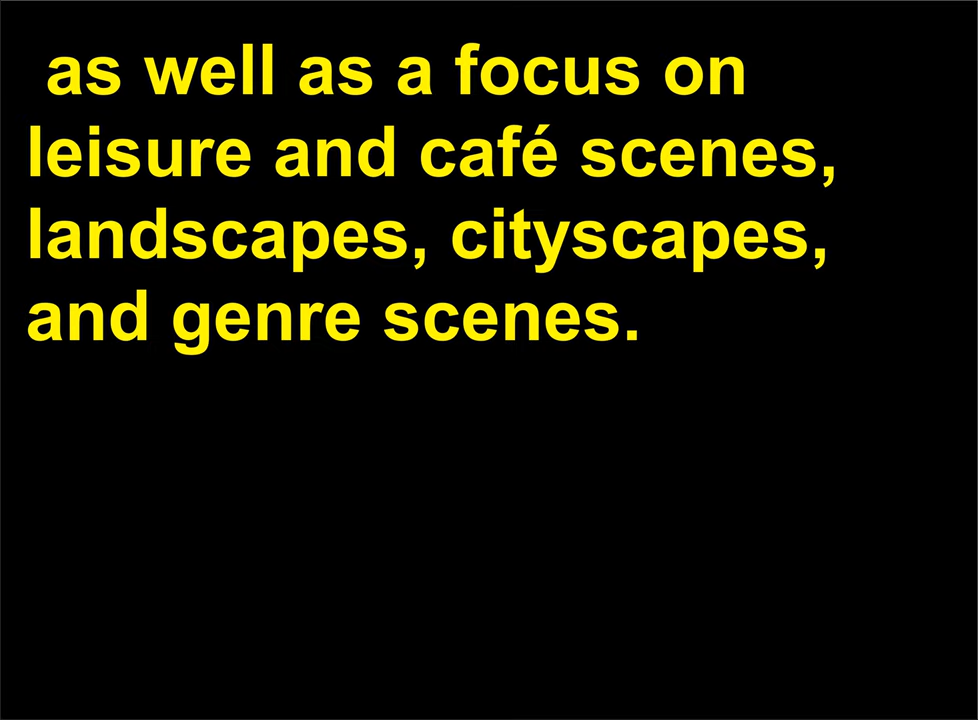 as well as a focus on
leisure and café scenes,
landscapes, cityscapes,
and genre scenes.